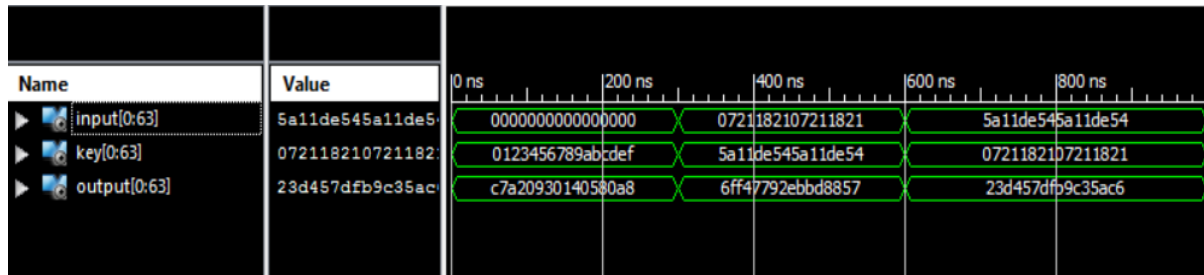 Name Value 0 ns 200 ns 400 ns 600 ns 800 ns
input[0:63] 5a11de545a11de5 0000000000000000 0721182107211821 5a11de545a11de54
key[0:63] 072118210721182 0123456789abcdef 5a11de545a11de54 0721182107211821
output[0:63] 23d457dfb9c35ac c7a20930140580a8 6ff47792ebbd8857 23d457dfb9c35ac6